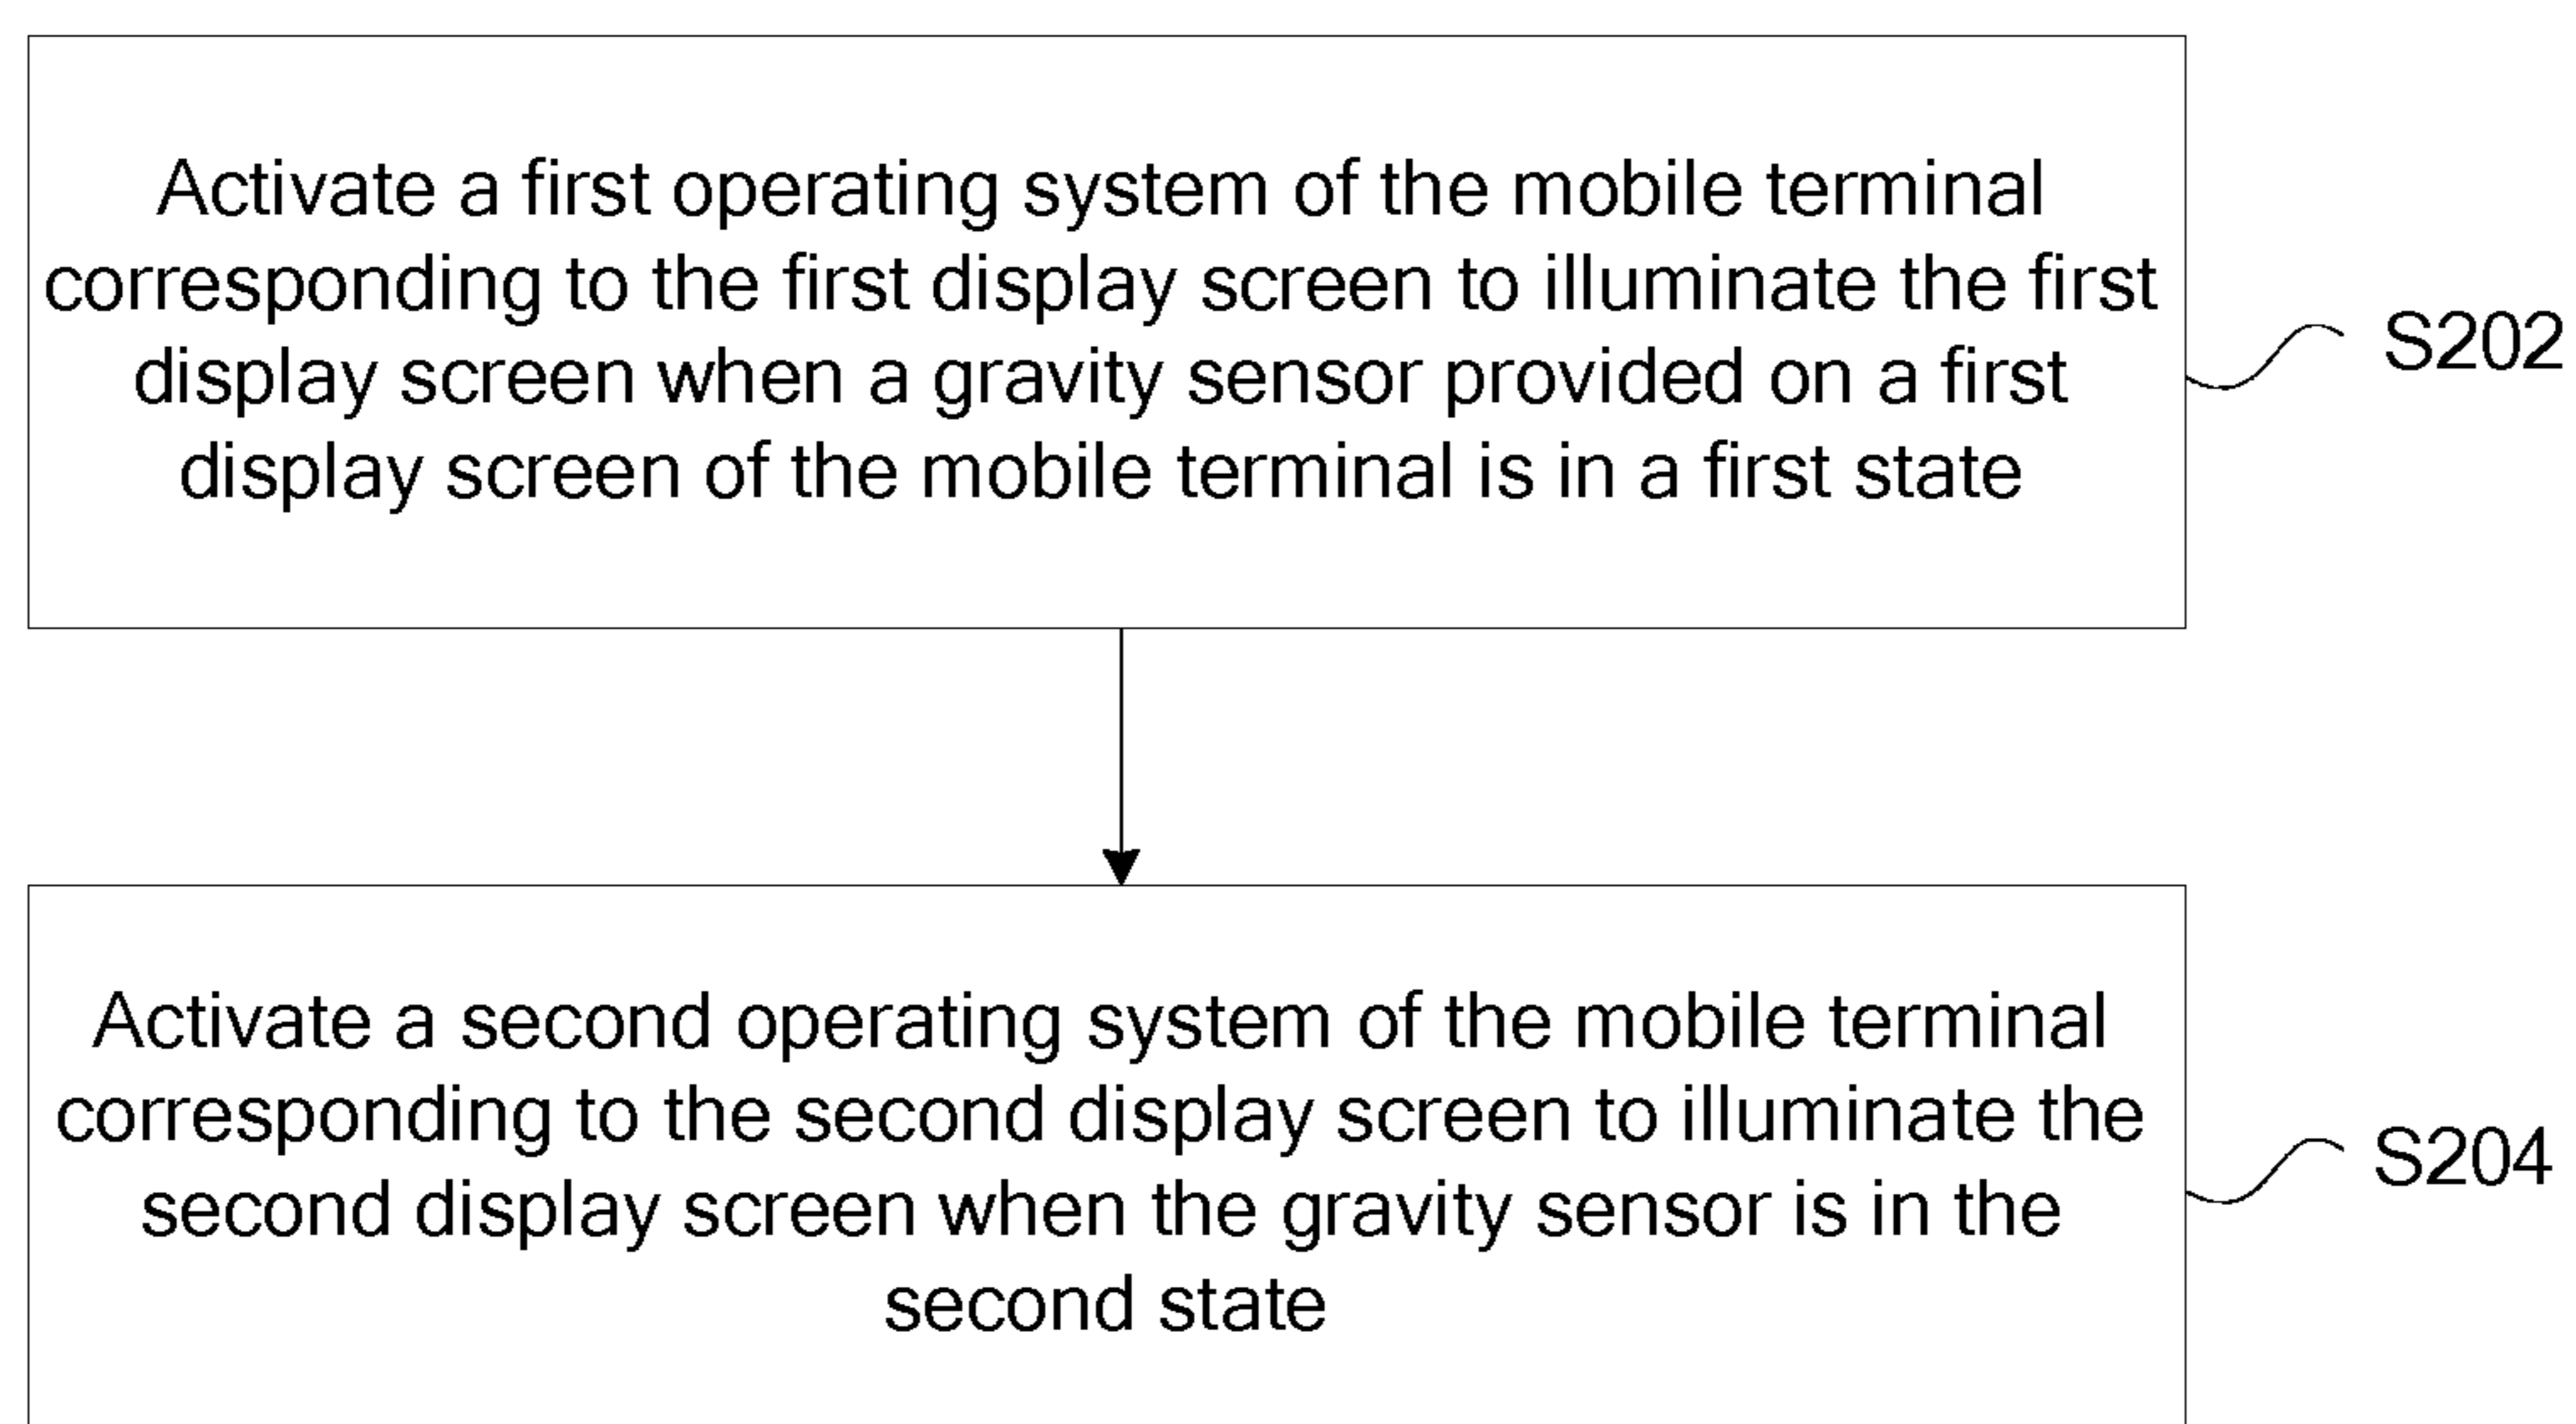 Activate a first operating system of the mobile terminal
corresponding to the first display screen to illuminate the first
display screen when a gravity sensor provided on a first
display screen of the mobile terminal is in a first state
S202
Activate a second operating system of the mobile terminal
corresponding to the second display screen to illuminate the
second display screen when the gravity sensor is in the
second state
S204